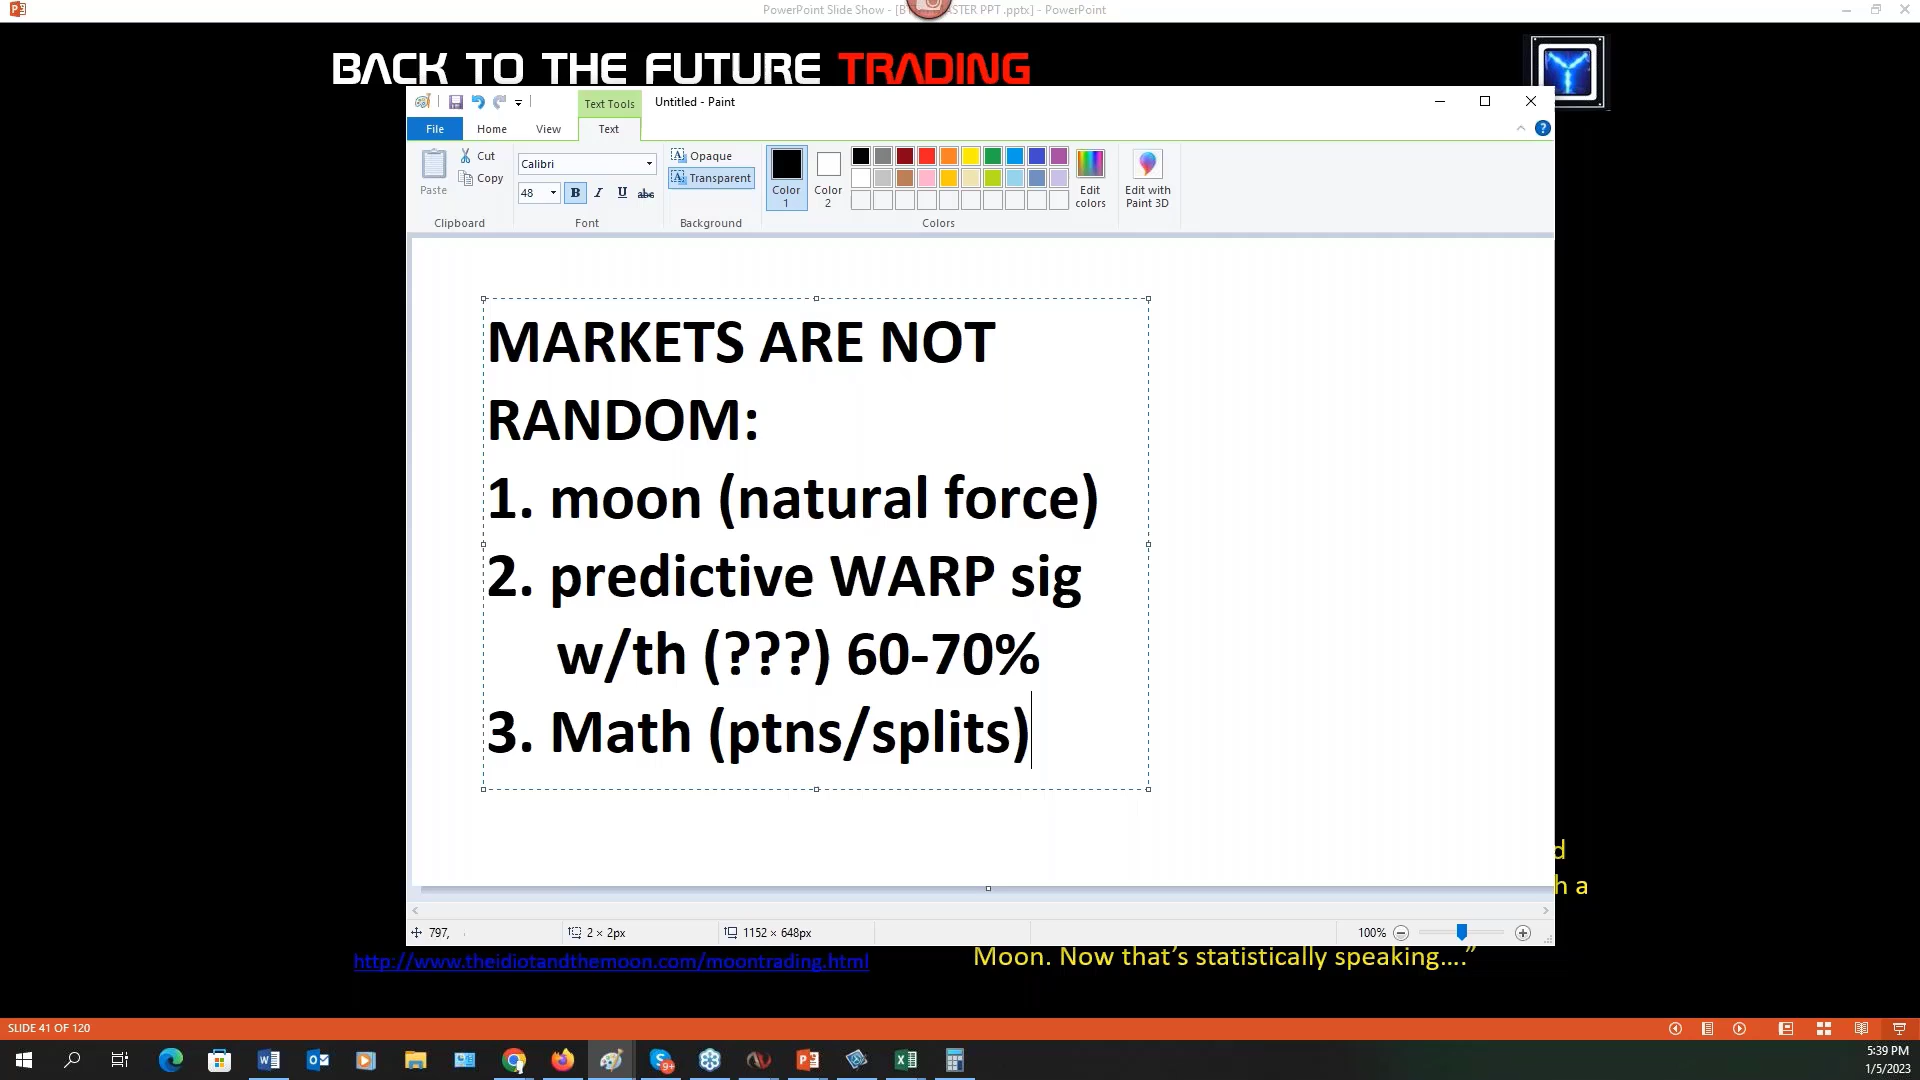 PowerPoint Slide Show - [B ASTER PPT .pptx] - PowerPoint
BACK TO THE FUTURE TRADING
Text Tools
Untitled - Paint
File
Home
View
Text
Paste
Cut
Copy
Clipboard
Calibri
48
B I U abc
Font
Opaque
Transparent
Background
Color 1
Color 2
Edit colors
Colors
Edit with Paint 3D
MARKETS ARE NOT
RANDOM:
1. moon (natural force)
2. predictive WARP sig
w/th (???) 60-70%
3. Math (ptns/splits)
d
h a
797,
2 × 2px
1152 × 648px
100%
http://www.theidiotandthemoon.com/moontrading.html
Moon. Now that’s statistically speaking….”
SLIDE 41 OF 120
9+
5:39 PM
1/5/2023